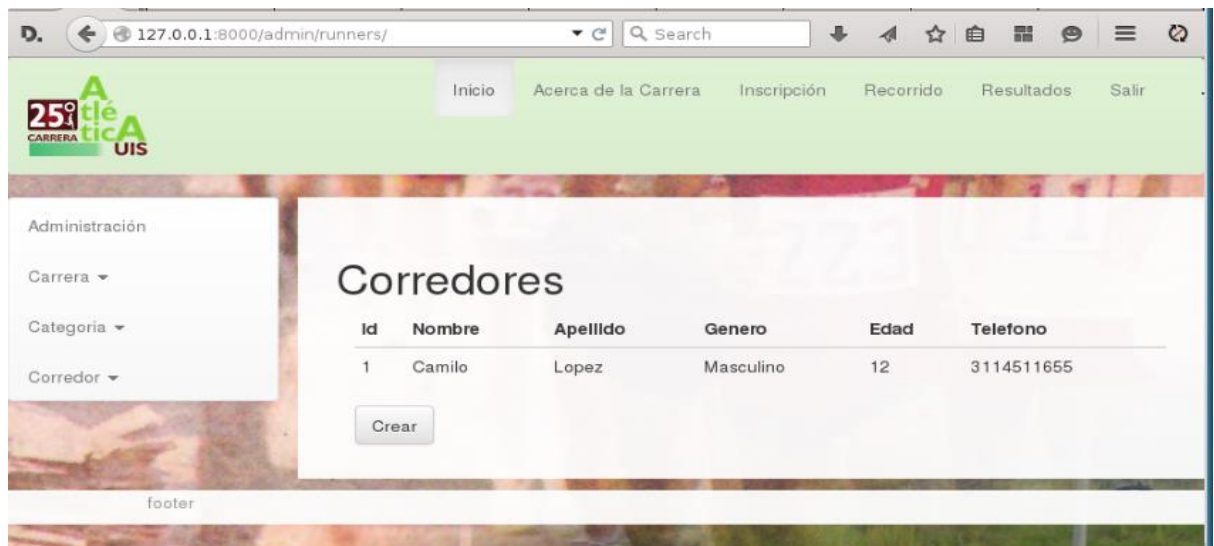 D.
127.0.0.1:8000/admin/runners/
Search
25º
CARRERA
Atlética
UIS
Inicio Acerca de la Carrera Inscripción Recorrido Resultados Salir
Administración
Carrera
Categoria
Corredor
Corredores
Id Nombre Apellido Genero Edad Telefono
1 Camilo Lopez Masculino 12 3114511655
Crear
footer